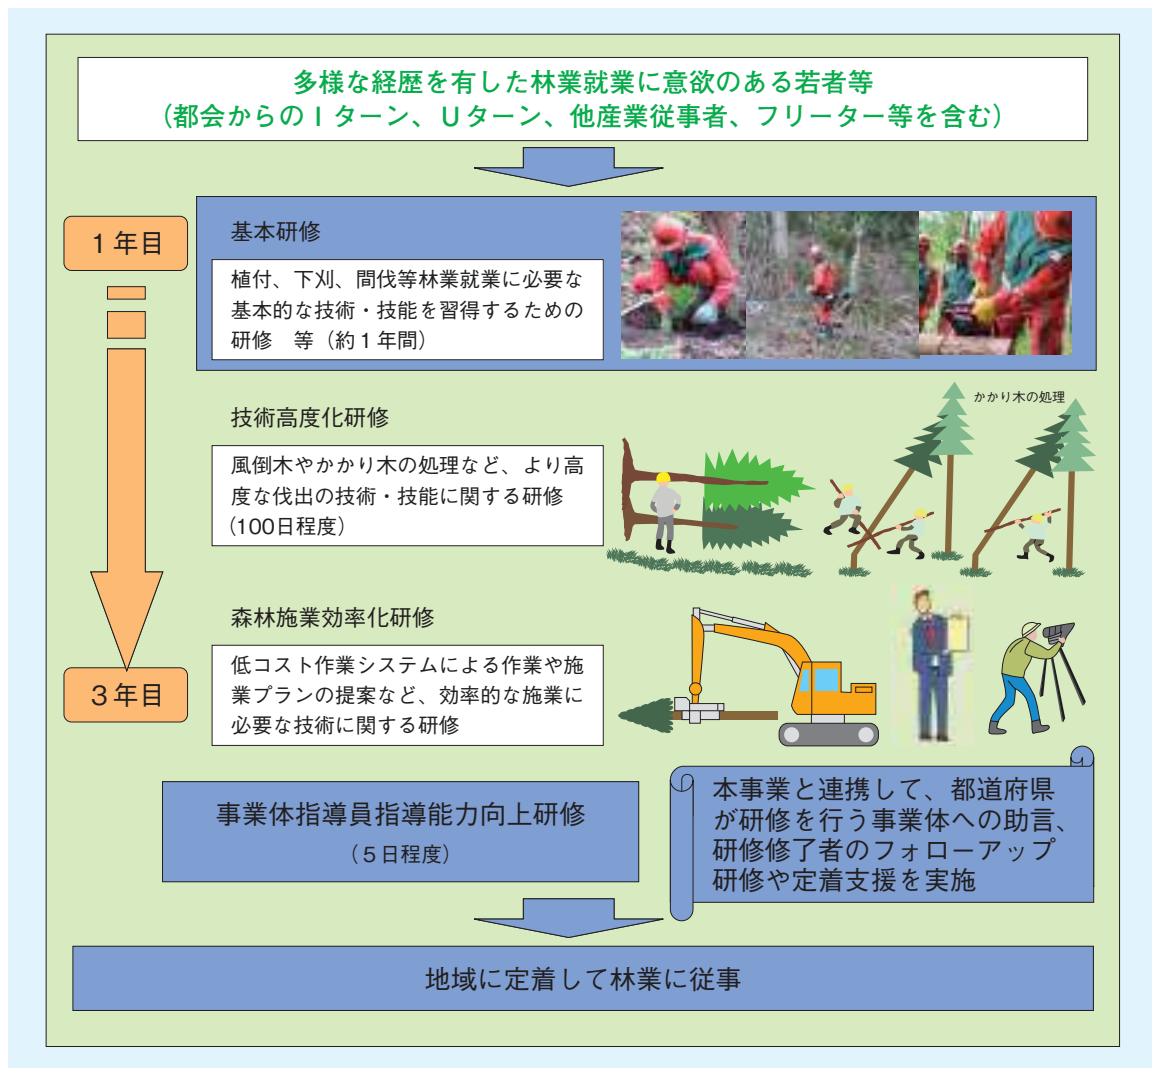 多様な経歴を有した林業就業に意欲のある若者等
（都会からのＩターン、Ｕターン、他産業従事者、フリーター等を含む）
１年目
基本研修
植付、下刈、間伐等林業就業に必要な
基本的な技術・技能を習得するための
研修　等（約１年間）
技術高度化研修
かかり木の処理
風倒木やかかり木の処理など、より高
度な伐出の技術・技能に関する研修
（100日程度）
森林施業効率化研修
３年目
低コスト作業システムによる作業や施
業プランの提案など、効率的な施業に
必要な技術に関する研修
事業体指導員指導能力向上研修
（５日程度）
本事業と連携して、都道府県
が研修を行う事業体への助言、
研修修了者のフォローアップ
研修や定着支援を実施
地域に定着して林業に従事